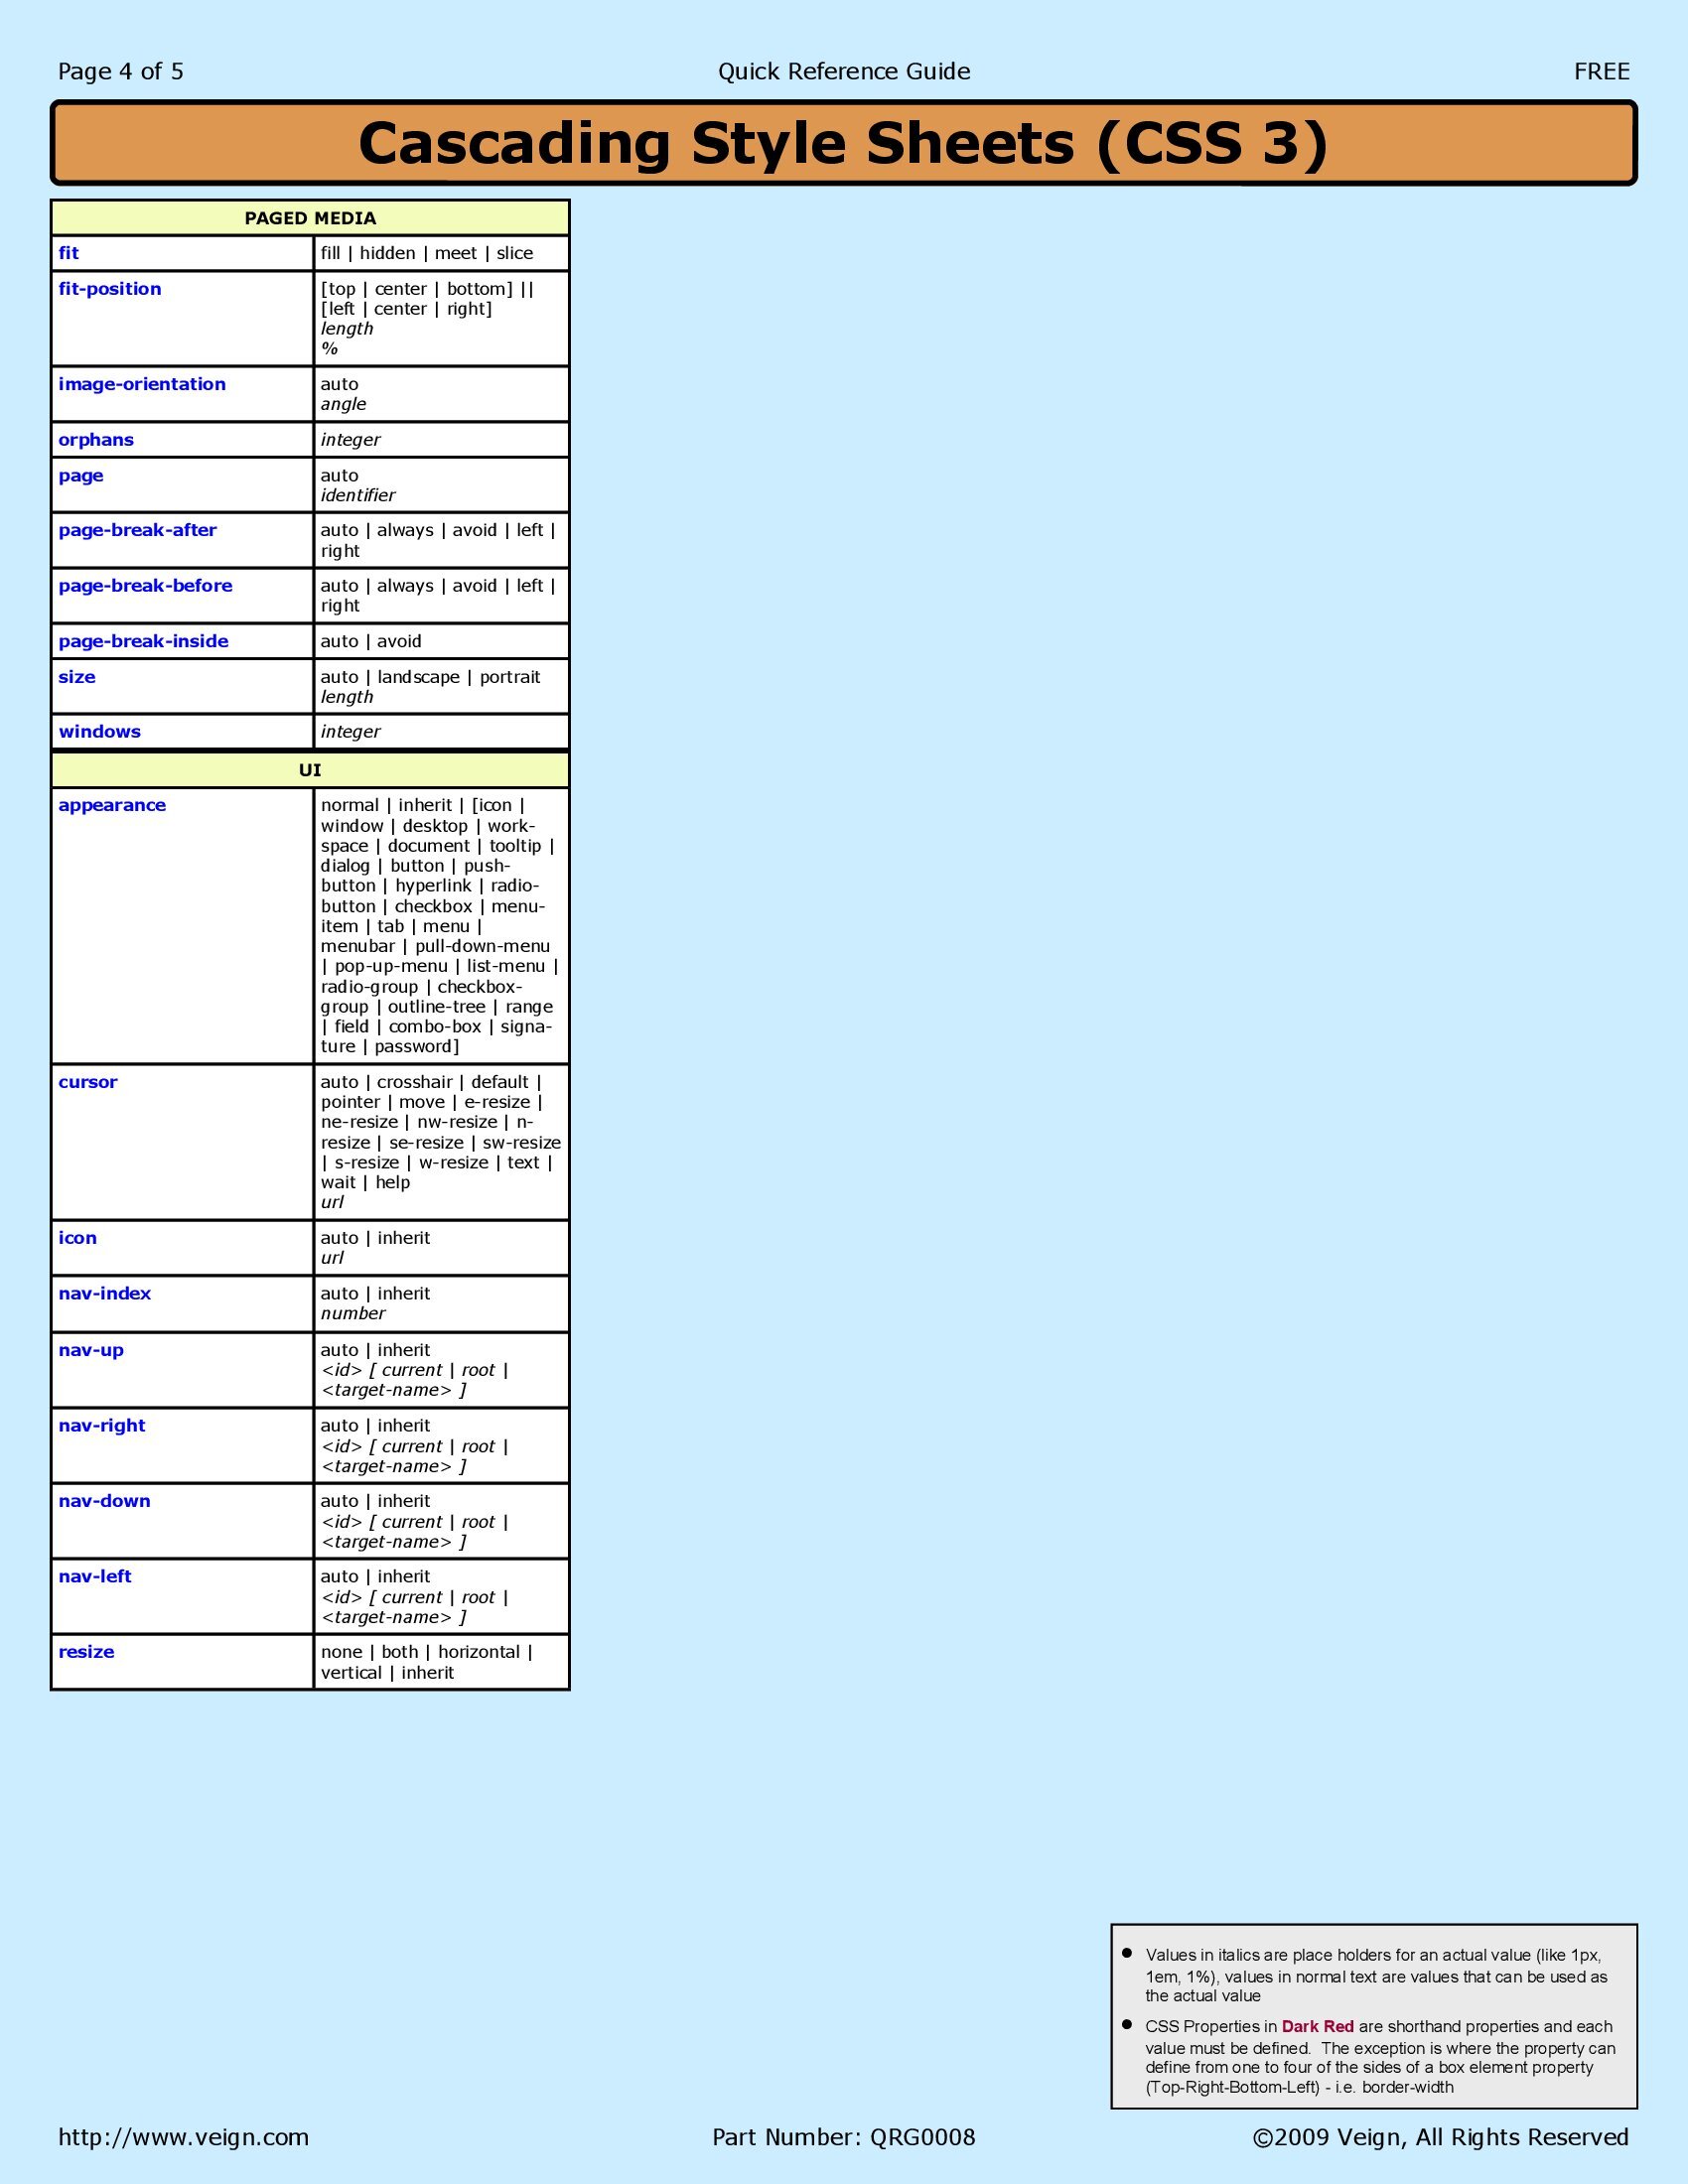 Page 4 of 5 Quick Reference Guide FREE
Cascading Style Sheets (CSS 3)
PAGED MEDIA
fit fill | hidden | meet | slice
fit-position [top | center | bottom] ||
[left | center | right]
length
%
image-orientation auto
angle
orphans integer
page auto
identifier
page-break-after auto | always | avoid | left |
right
page-break-before auto | always | avoid | left |
right
page-break-inside auto | avoid
size auto | landscape | portrait
length
windows integer
UI
appearance normal | inherit | [icon |
window | desktop | work-
space | document | tooltip |
dialog | button | push-
button | hyperlink | radio-
button | checkbox | menu-
item | tab | menu |
menubar | pull-down-menu
| pop-up-menu | list-menu |
radio-group | checkbox-
group | outline-tree | range
| field | combo-box | signa-
ture | password]
cursor auto | crosshair | default |
pointer | move | e-resize |
ne-resize | nw-resize | n-
resize | se-resize | sw-resize
| s-resize | w-resize | text |
wait | help
url
icon auto | inherit
url
nav-index auto | inherit
number
nav-up auto | inherit
<id> [ current | root |
<target-name> ]
nav-right auto | inherit
<id> [ current | root |
<target-name> ]
nav-down auto | inherit
<id> [ current | root |
<target-name> ]
nav-left auto | inherit
<id> [ current | root |
<target-name> ]
resize none | both | horizontal |
vertical | inherit
• Values in italics are place holders for an actual value (like 1px,
1em, 1%), values in normal text are values that can be used as
the actual value
• CSS Properties in Dark Red are shorthand properties and each
value must be defined.  The exception is where the property can
define from one to four of the sides of a box element property
(Top-Right-Bottom-Left) - i.e. border-width
http://www.veign.com Part Number: QRG0008 ©2009 Veign, All Rights Reserved